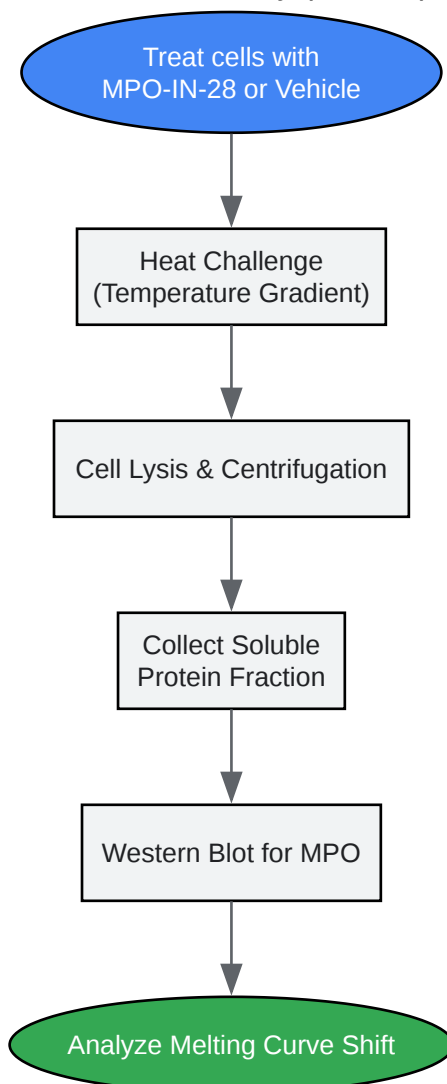 Treat cells with
MPO-IN-28 or Vehicle
Heat Challenge
(Temperature Gradient)
Cell Lysis & Centrifugation
Collect Soluble
Protein Fraction
Western Blot for MPO
Analyze Melting Curve Shift